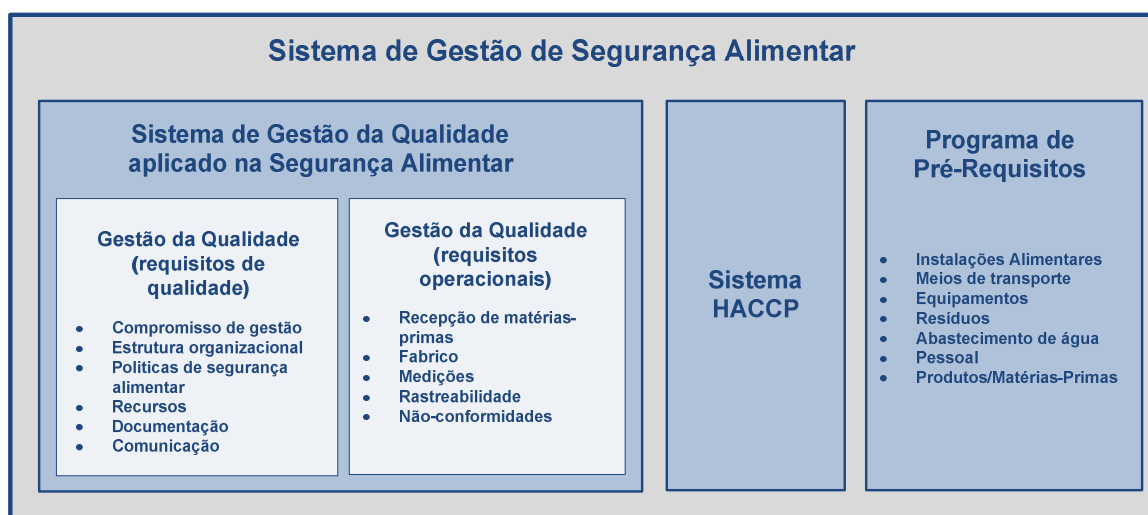 Sistema de Gestão de Segurança Alimentar
Sistema de Gestão da Qualidade
aplicado na Segurança Alimentar
Gestão da Qualidade
(requisitos de
qualidade)
• Compromisso de gestão
• Estrutura organizacional
• Politicas de segurança
alimentar
• Recursos
• Documentação
• Comunicação
Gestão da Qualidade
(requisitos
operacionais)
• Recepção de matérias-
primas
• Fabrico
• Medições
• Rastreabilidade
• Não-conformidades
Sistema
HACCP
Programa de
Pré-Requisitos
• Instalações Alimentares
• Meios de transporte
• Equipamentos
• Resíduos
• Abastecimento de água
• Pessoal
• Produtos/Matérias-Primas